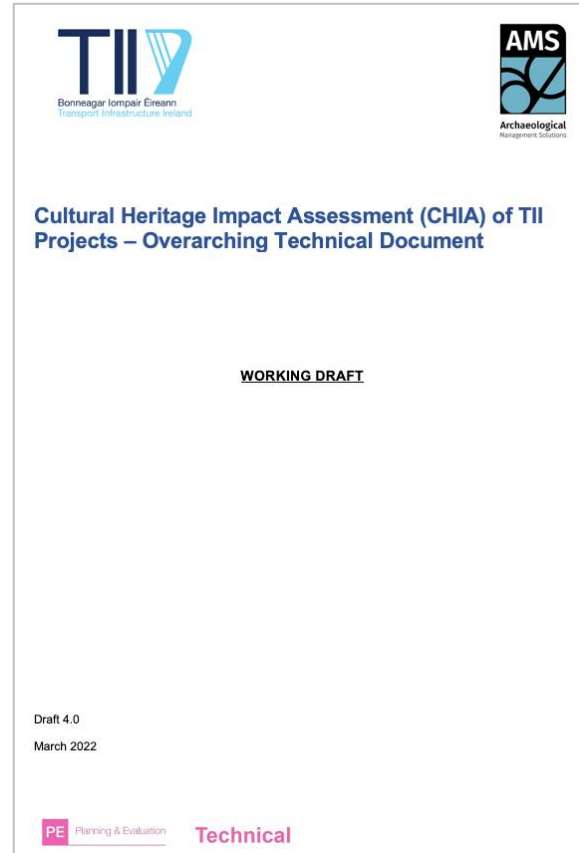 TII
Bonneagar Iompair Éireann
Transport Infrastructure Ireland
AMS
Archaeological
Management Solutions
Cultural Heritage Impact Assessment (CHIA) of TII
Projects – Overarching Technical Document
WORKING DRAFT
Draft 4.0
March 2022
PE Planning & Evaluation Technical